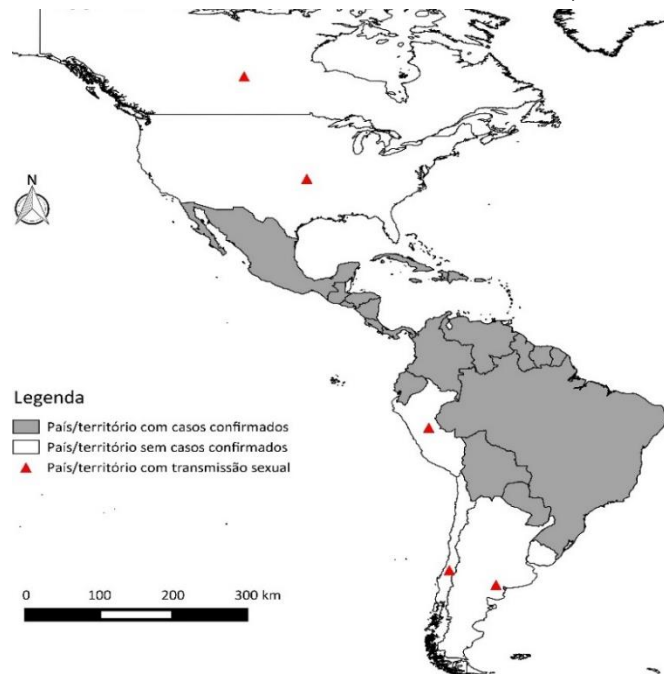 N
Legenda
País/território com casos confirmados
País/território sem casos confirmados
País/território com transmissão sexual
0 100 200 300 km